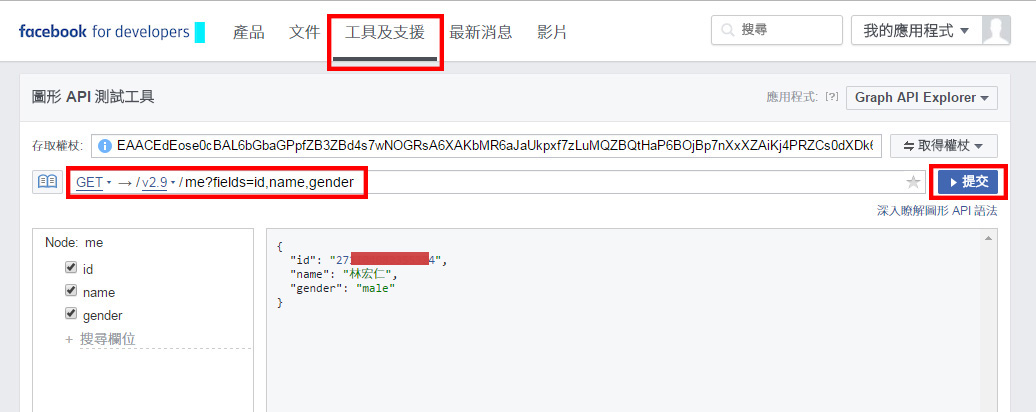 facebook for developers 產品 文件 工具及支援 最新消息 影片 搜尋 我的應用程式
圖形 API 測試工具 應用程式: [?] Graph API Explorer
存取權杖: EAACEdEose0cBAL6bGbaGPpfZB3ZBd4s7wNOGRsA6XAKbMR6aJaUkpxf7zLuMQZBQtHaP6BOjBp7nXxXZAiKj4PRZCs0dXDk6 取得權杖
GET → / v2.9 / me?fields=id,name,gender 提交
深入瞭解圖形 API 語法
Node: me
id
name
gender
+ 搜尋欄位
{
"id": "27 4",
"name": "林宏仁",
"gender": "male"
}